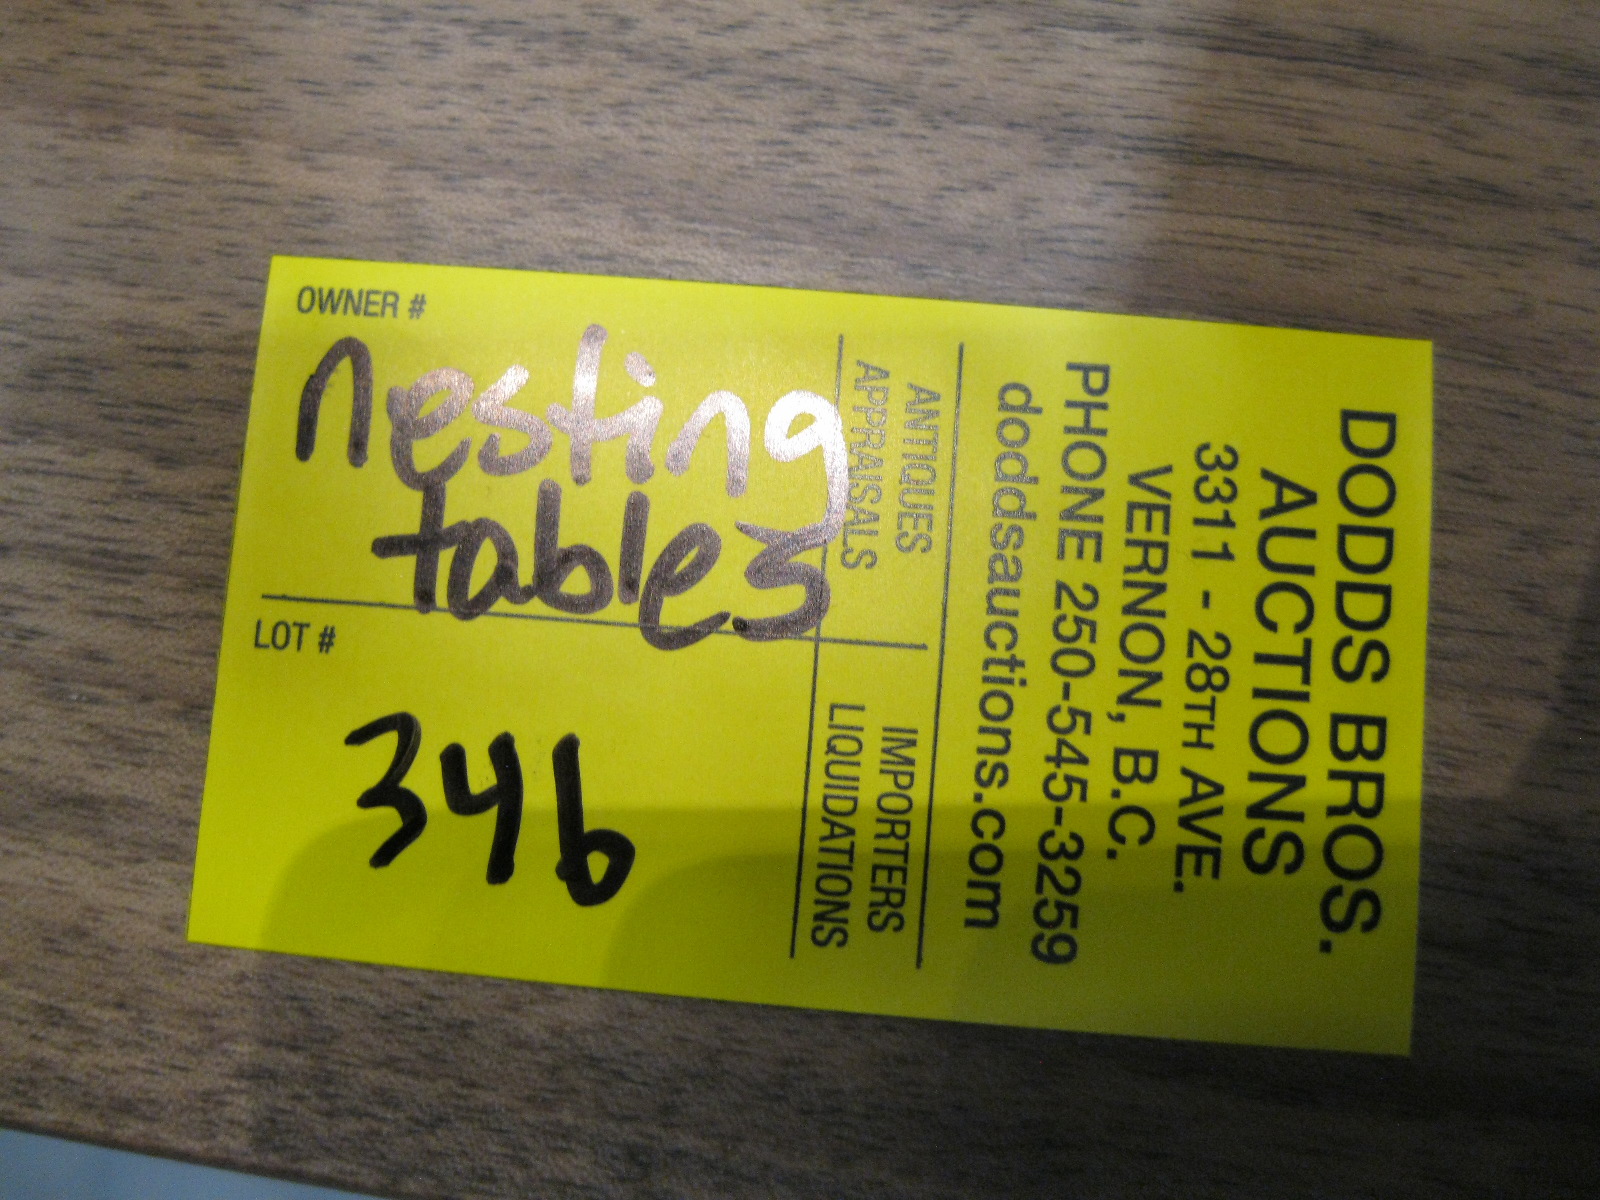 DODDS BROS.
AUCTIONS
3311 - 28TH AVE.
VERNON, B.C.
PHONE 250-545-3259
doddsauctions.com
ANTIQUES
APPRAISALS
IMPORTERS
LIQUIDATIONS
OWNER #
nesting
tables
LOT #
346